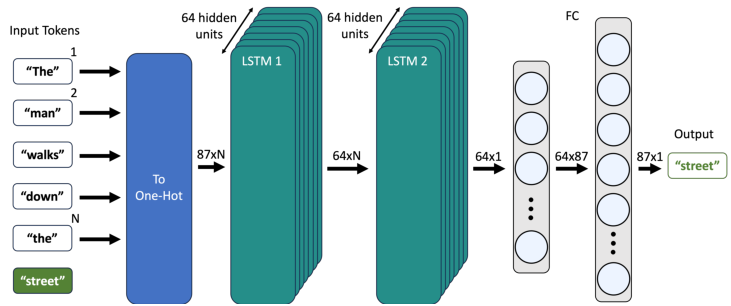 Input Tokens
1
“The”
2
“man”
“walks”
“down”
N
“the”
“street”
To
One-Hot
87xN
64 hidden
units
LSTM 1
64xN
64 hidden
units
LSTM 2
64x1
64x87
FC
87x1
Output
“street”